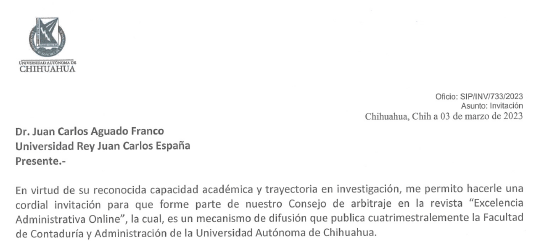 UNIVERSIDAD AUTÓNOMA DE
CHIHUAHUA
Oficio: SIP/INV/733/2023
Asunto: Invitación
Chihuahua, Chih a 03 de marzo de 2023
Dr. Juan Carlos Aguado Franco
Universidad Rey Juan Carlos España
Presente.-
En virtud de su reconocida capacidad académica y trayectoria en investigación, me permito hacerle una
cordial invitación para que forme parte de nuestro Consejo de arbitraje en la revista “Excelencia
Administrativa Online”, la cual, es un mecanismo de difusión que publica cuatrimestralemente la Facultad
de Contaduría y Administración de la Universidad Autónoma de Chihuahua.